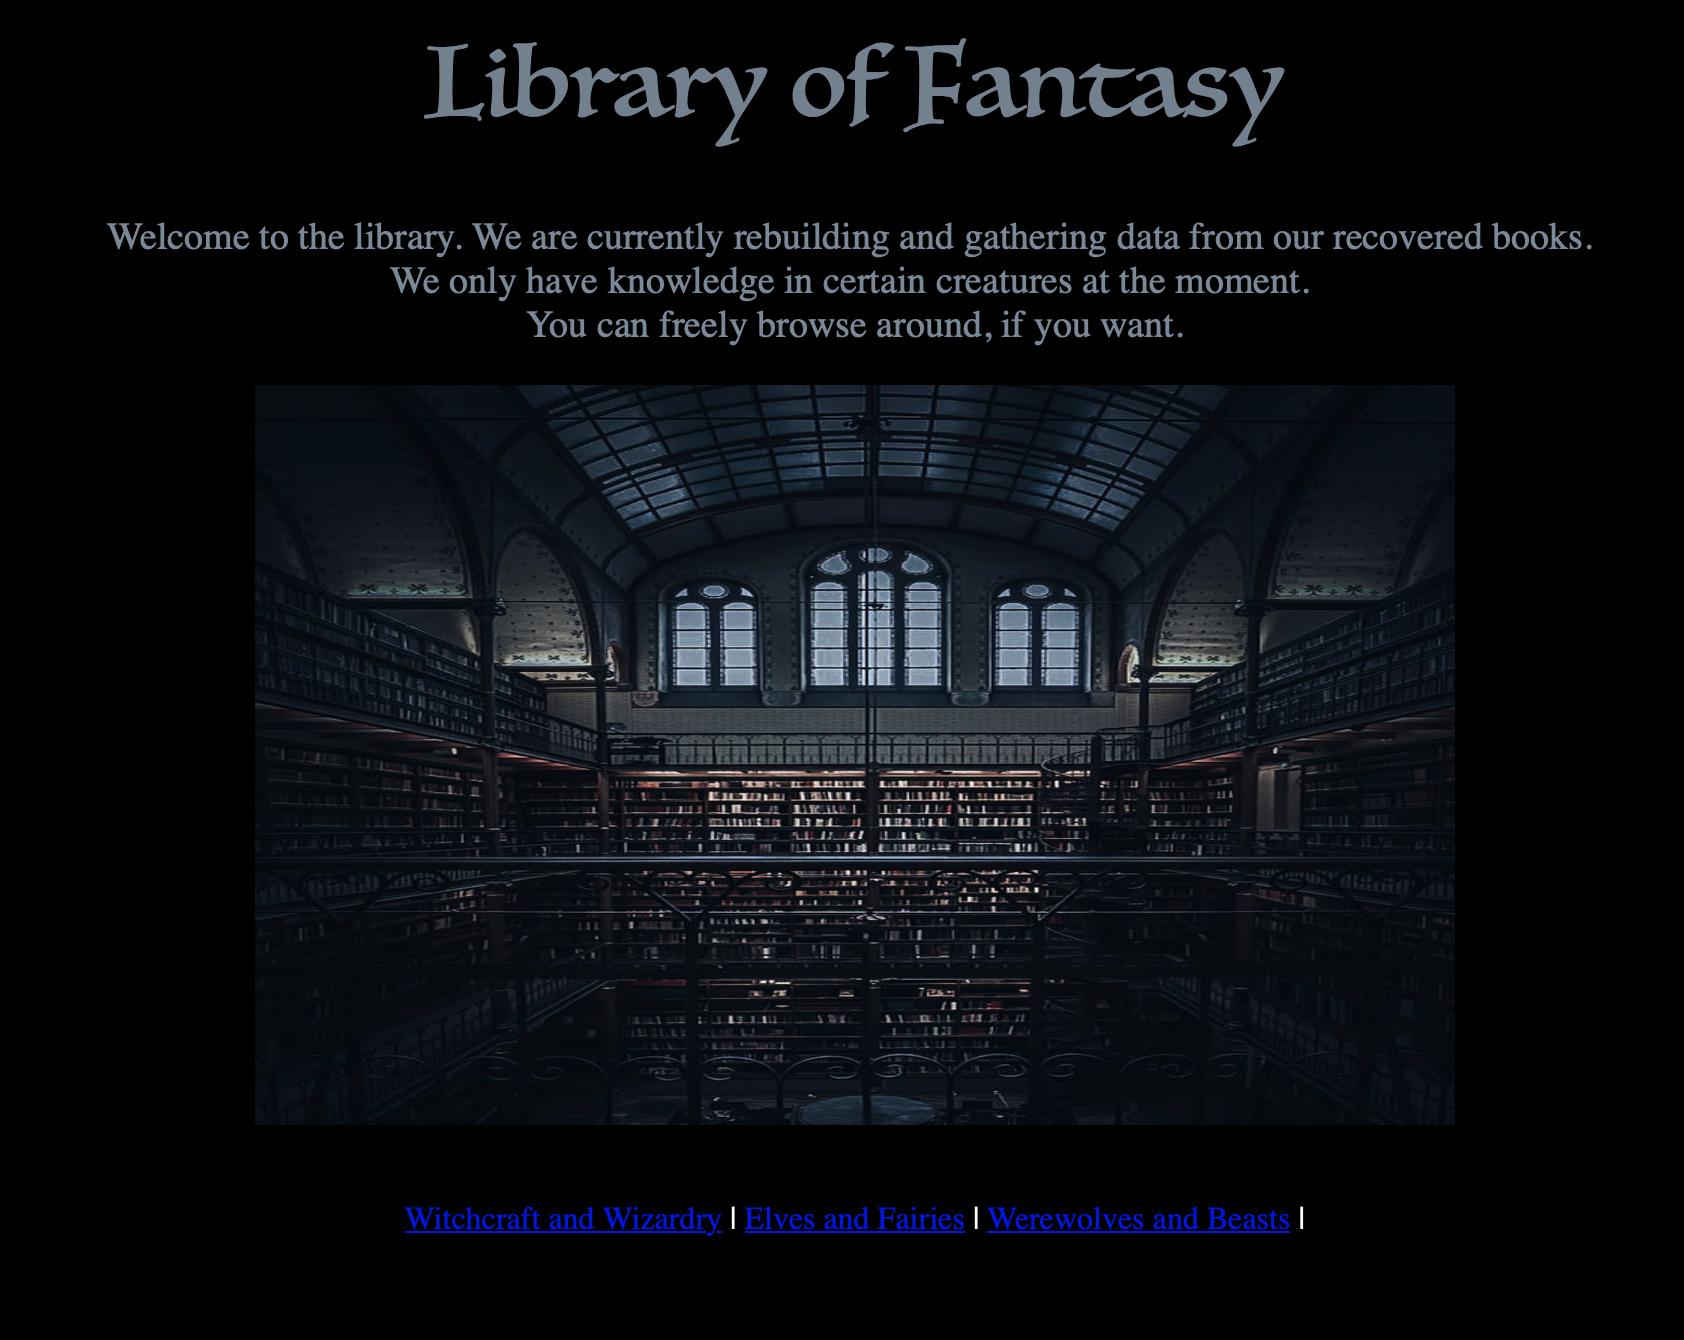 Library of Fantasy
Welcome to the library. We are currently rebuilding and gathering data from our recovered books.
We only have knowledge in certain creatures at the moment.
You can freely browse around, if you want.
Witchcraft and Wizardry | Elves and Fairies | Werewolves and Beasts |